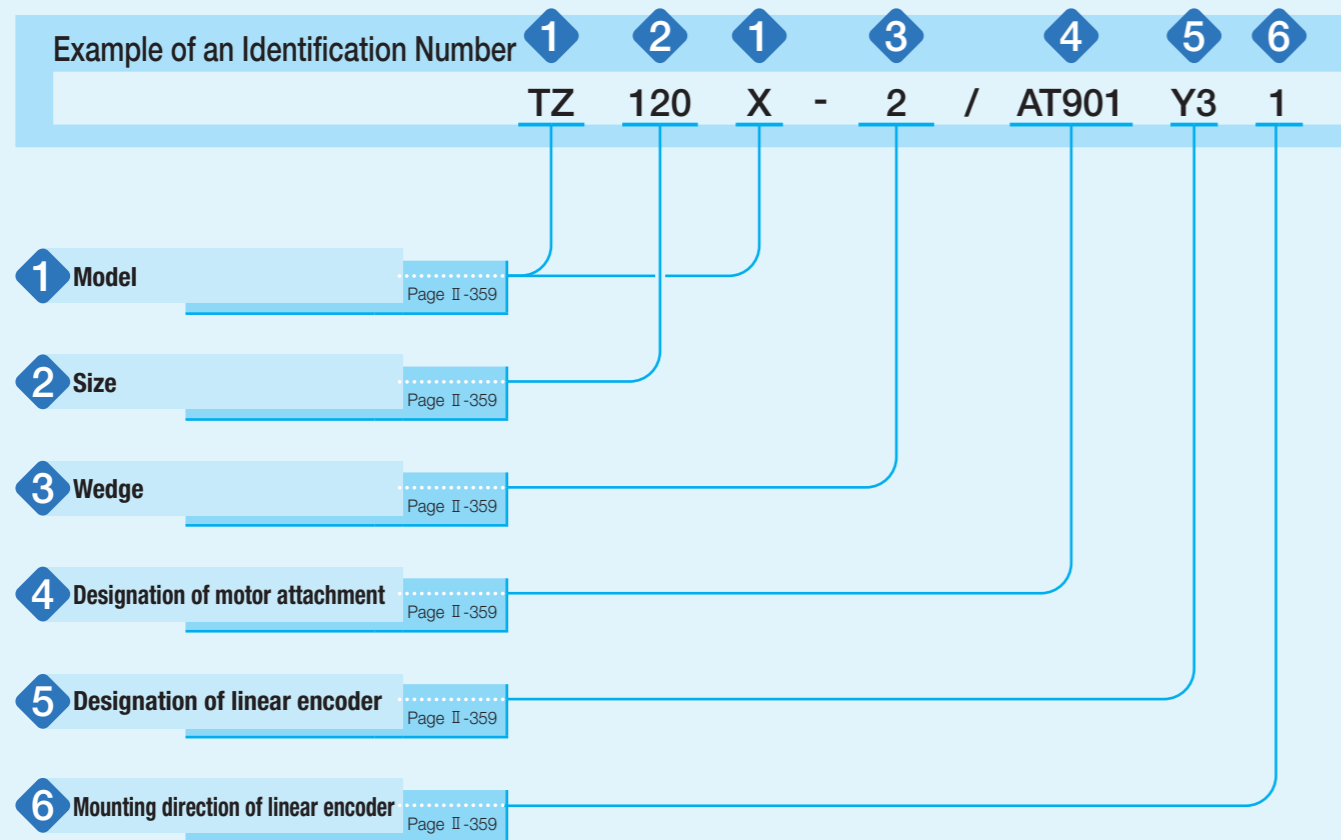 Example of an Identification Number 1 2 1 3 4 5 6
TZ 120 X - 2 / AT901 Y3 1
1 Model
Page Ⅱ-359
2 Size
Page Ⅱ-359
3 Wedge
Page Ⅱ-359
4 Designation of motor attachment
Page Ⅱ-359
5 Designation of linear encoder
Page Ⅱ-359
6 Mounting direction of linear encoder
Page Ⅱ-359